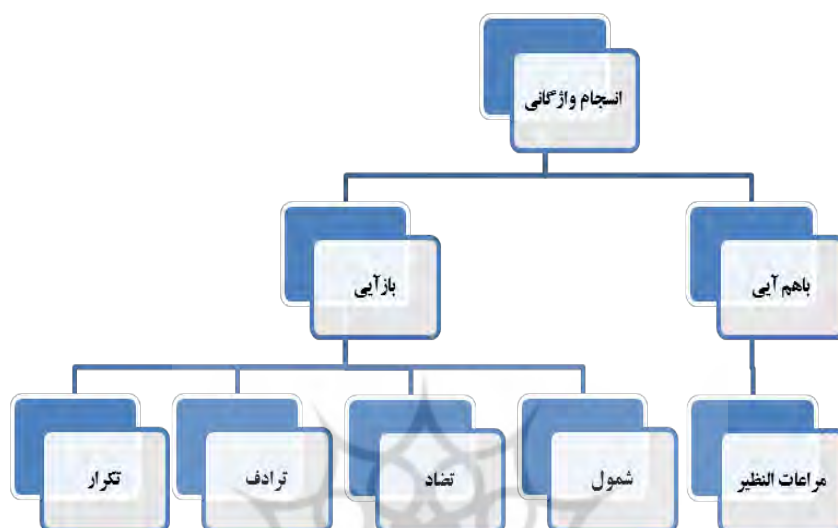 انسجام واژگانی
باهم آیی
بازآیی
مراعات النظیر
شمول
تضاد
ترادف
تکرار